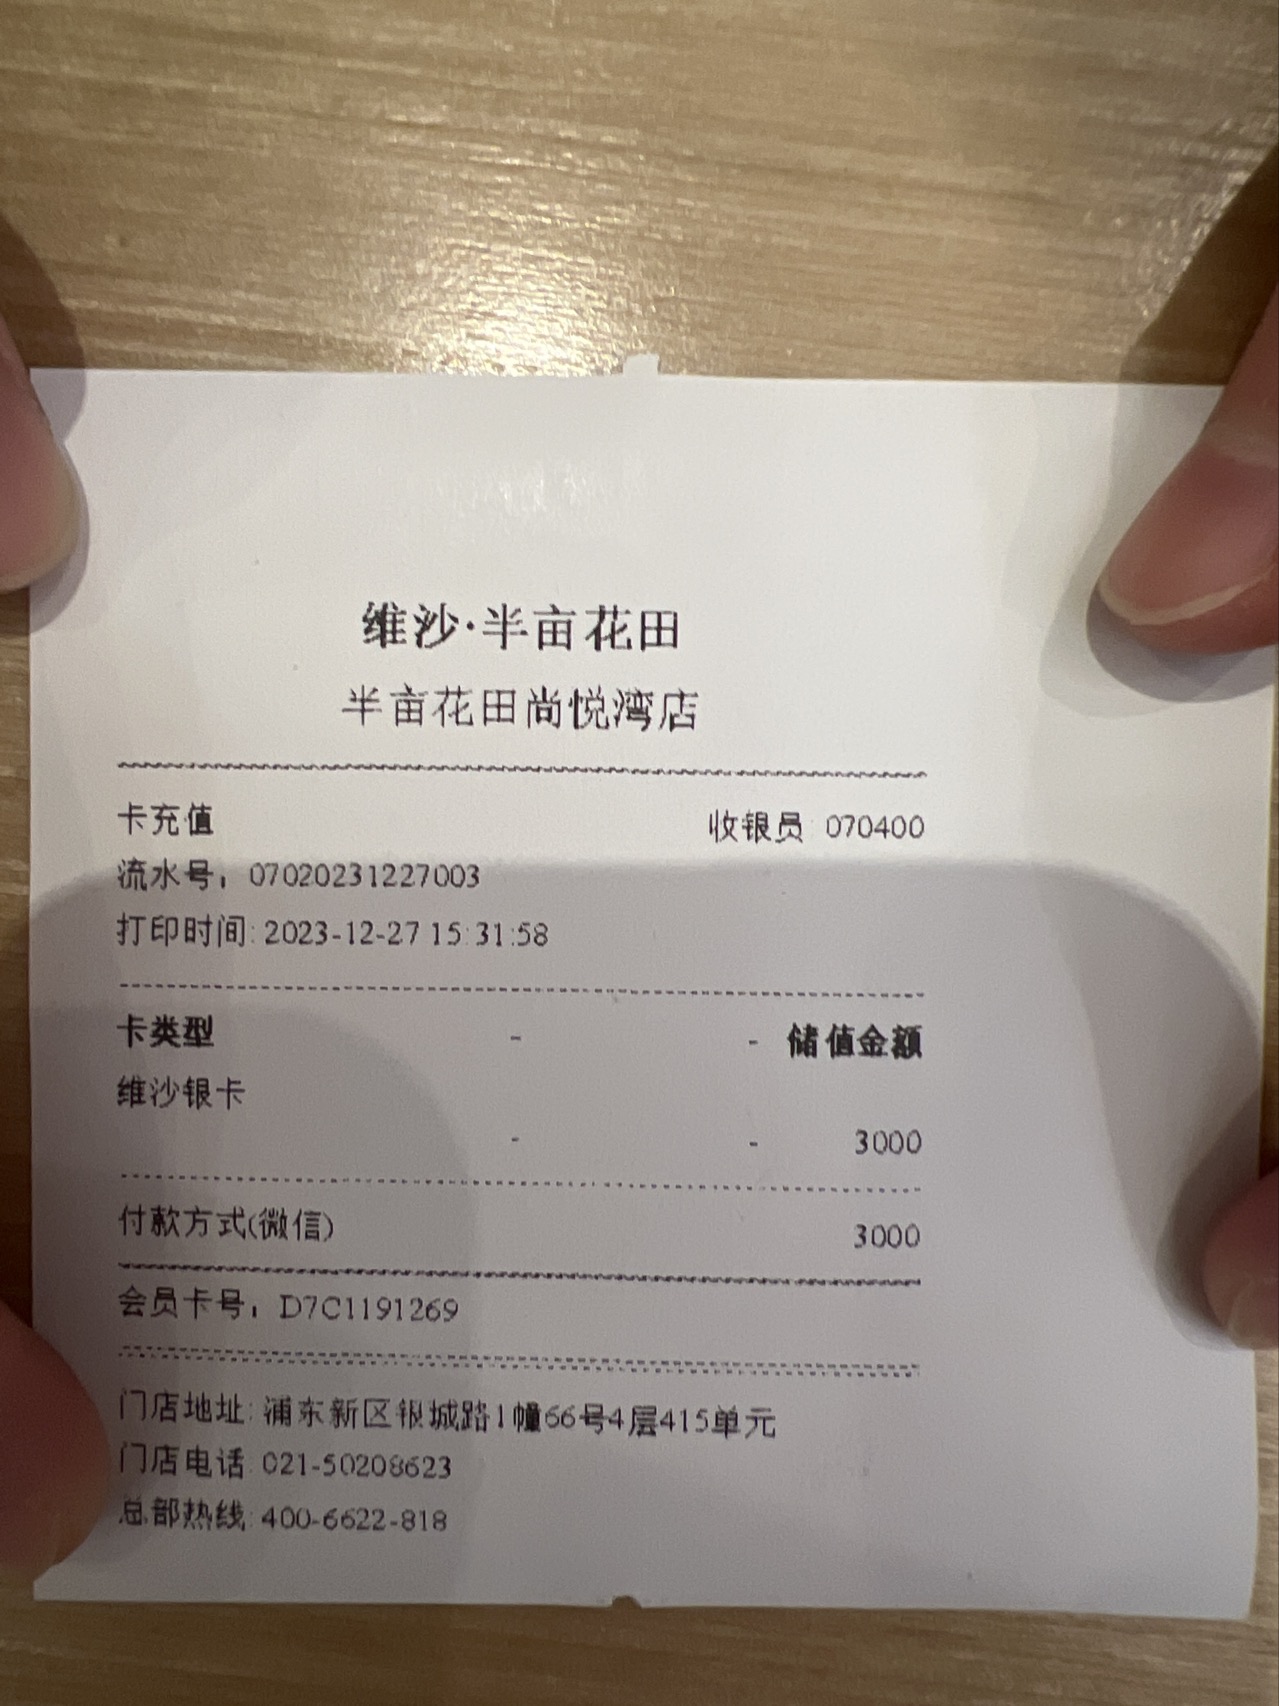 维沙·半亩花田
半亩花田尚悦湾店
卡充值 收银员 070400
流水号: 07020231227003
打印时间: 2023-12-27 15:31:58
卡类型 - - 储值金额
维沙银卡
- - 3000
付款方式(微信) 3000
会员卡号: D7C1191269
门店地址: 浦东新区银城路1幢66号4层415单元
门店电话: 021-50208623
总部热线: 400-6622-818